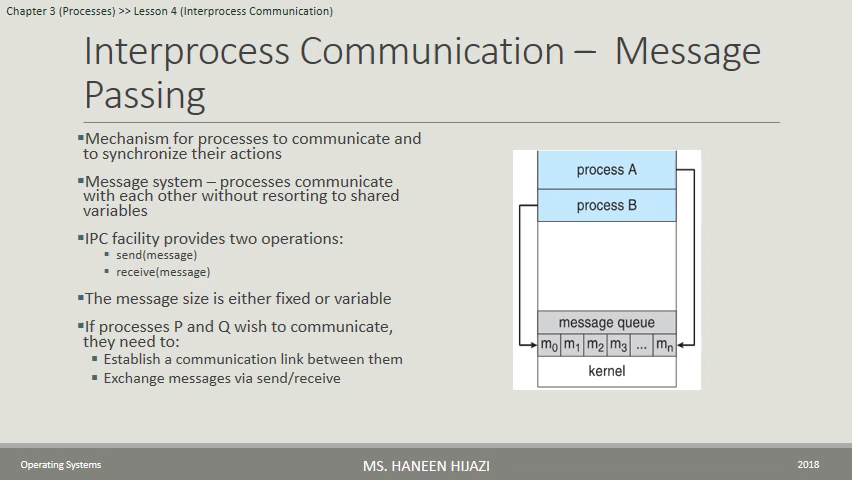 Chapter 3 (Processes) >> Lesson 4 (Interprocess Communication)
Interprocess Communication – Message
Passing
▪Mechanism for processes to communicate and
to synchronize their actions
▪Message system – processes communicate
with each other without resorting to shared
variables
▪IPC facility provides two operations:
▪ send(message)
▪ receive(message)
▪The message size is either fixed or variable
▪If processes P and Q wish to communicate,
they need to:
▪ Establish a communication link between them
▪ Exchange messages via send/receive
process A
process B
message queue
m0 m1 m2 m3 ... mn
kernel
Operating Systems
MS. HANEEN HIJAZI
2018